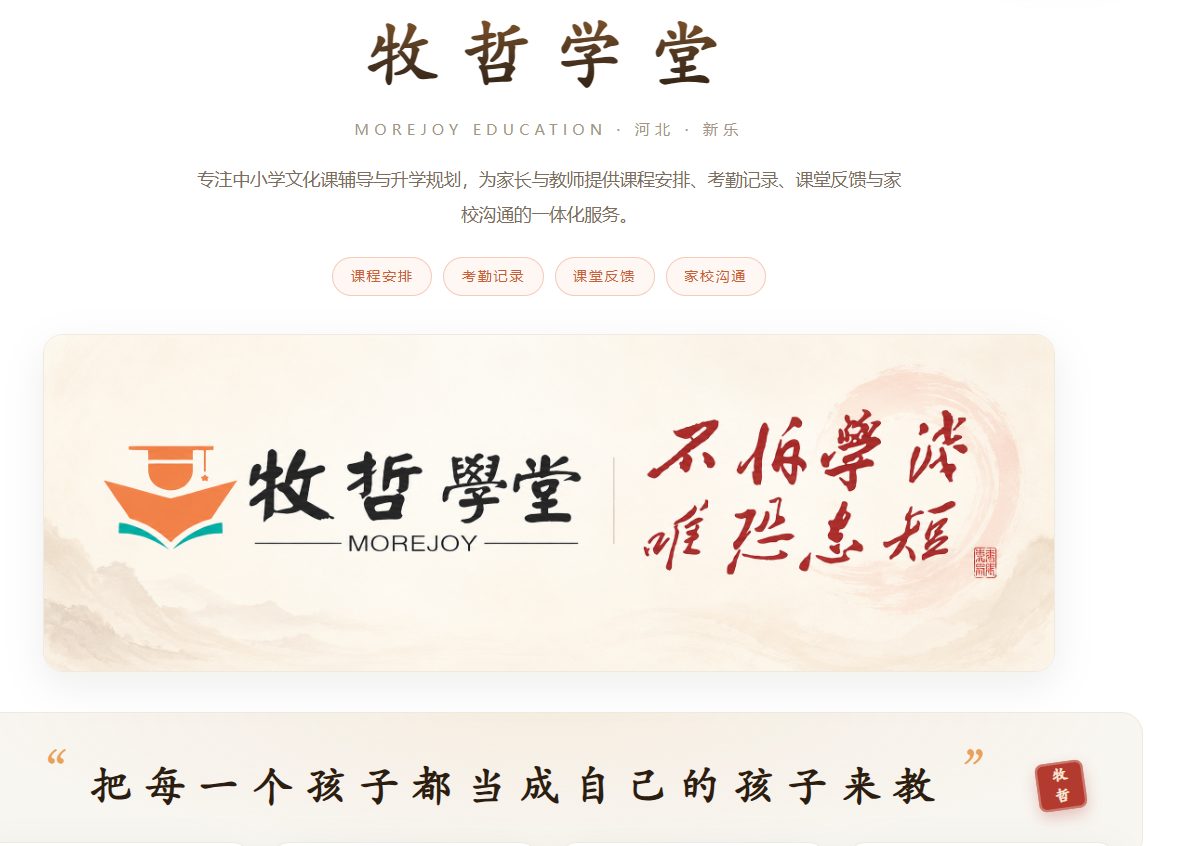 牧哲学堂
MOREJOY EDUCATION · 河北 · 新乐
专注中小学文化课辅导与升学规划，为家长与教师提供课程安排、考勤记录、课堂反馈与家
校沟通的一体化服务。
课程安排 考勤记录 课堂反馈 家校沟通
牧哲學堂
MOREJOY
不怕學淺
唯恐志短
“把每一个孩子都当成自己的孩子来教”
牧
哲